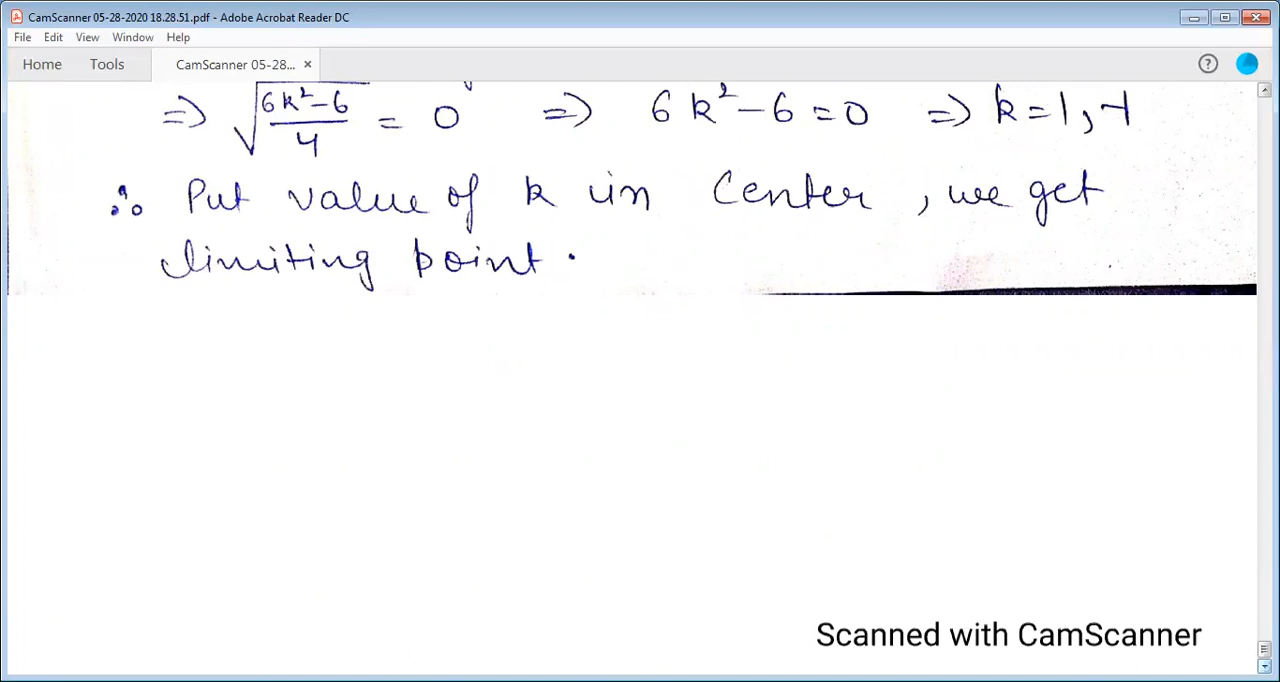 CamScanner 05-28-2020 18.28.51.pdf - Adobe Acrobat Reader DC
File Edit View Window Help
Home Tools CamScanner 05-28... ×
⇒ √((6k²-6)/4) = 0 ⇒ 6k²-6=0 ⇒ k=1,-1
∴ Put value of k in Center, we get
limiting point.
Scanned with CamScanner